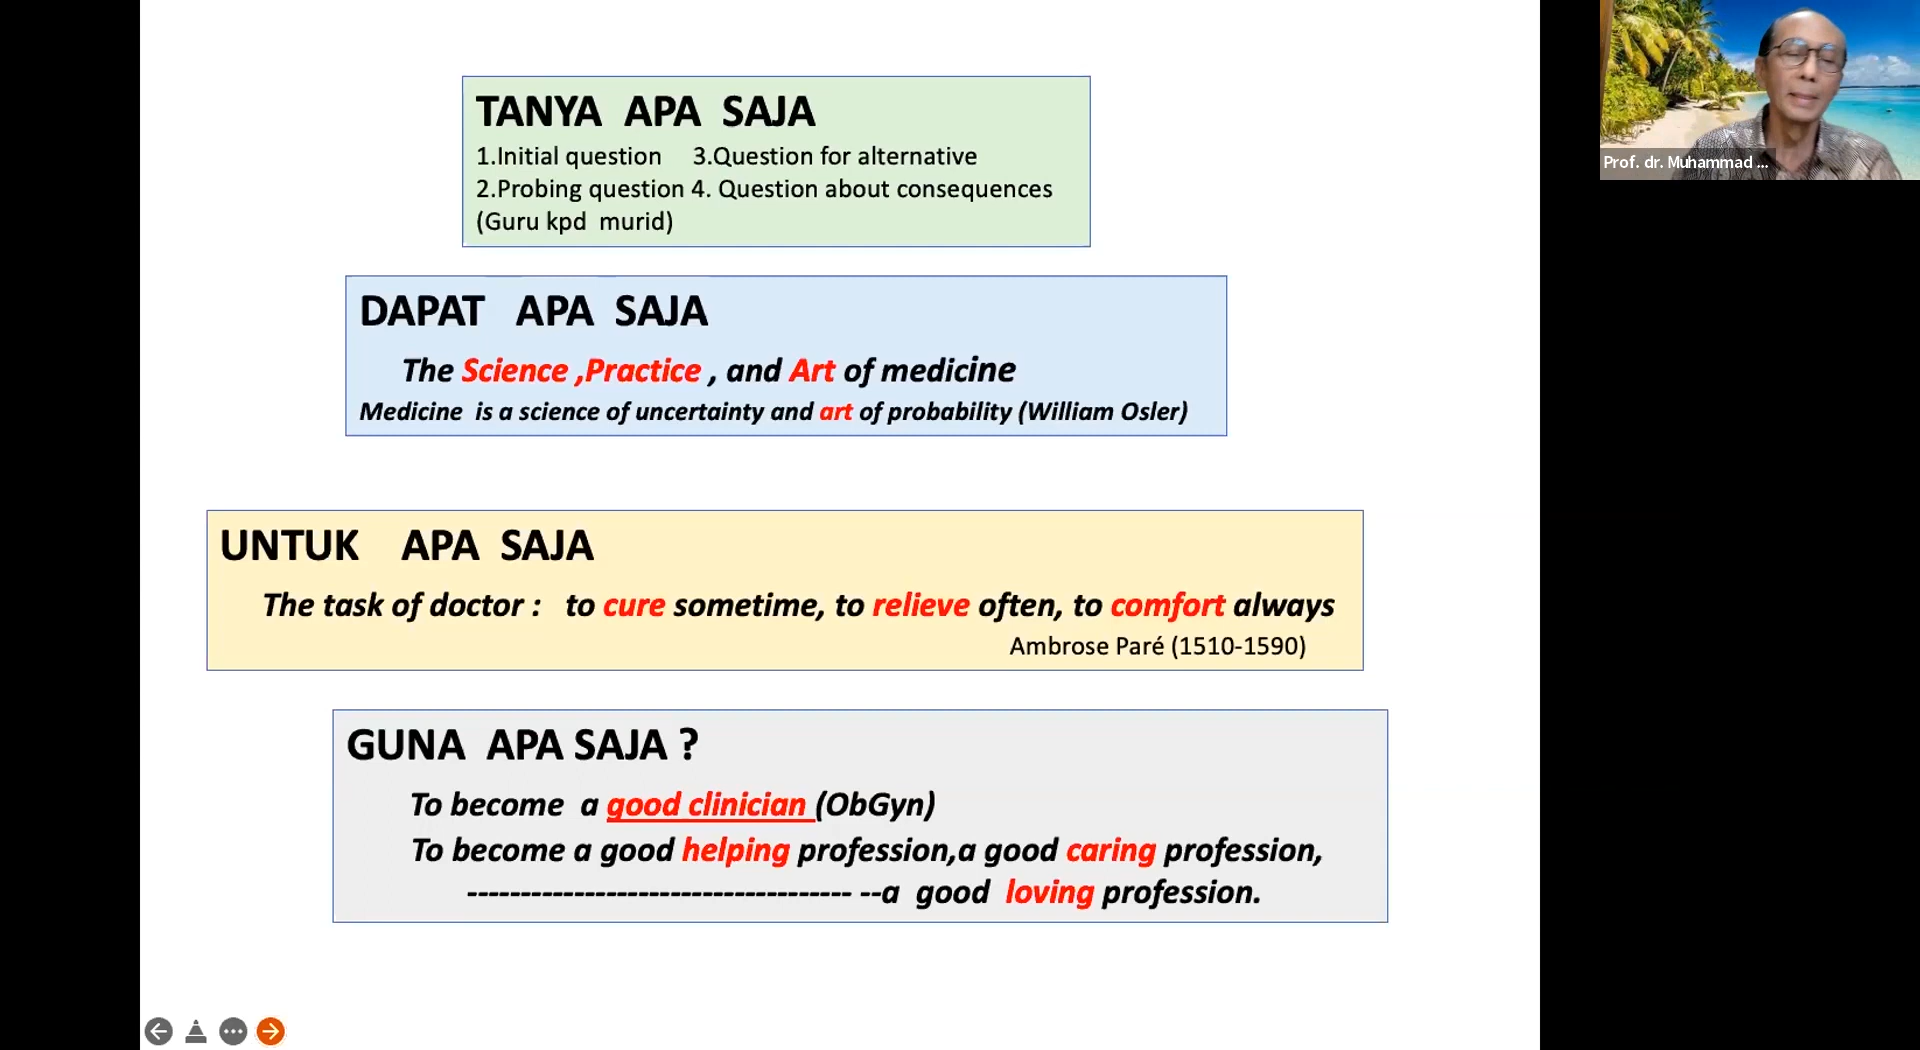 TANYA APA SAJA
1.Initial question 3.Question for alternative
2.Probing question 4. Question about consequences
(Guru kpd murid)
DAPAT APA SAJA
The Science ,Practice , and Art of medicine
Medicine is a science of uncertainty and art of probability (William Osler)
UNTUK APA SAJA
The task of doctor : to cure sometime, to relieve often, to comfort always
Ambrose Paré (1510-1590)
GUNA APA SAJA ?
To become a good clinician (ObGyn)
To become a good helping profession,a good caring profession,
------------------------------------ --a good loving profession.
Prof. dr. Muhammad ...